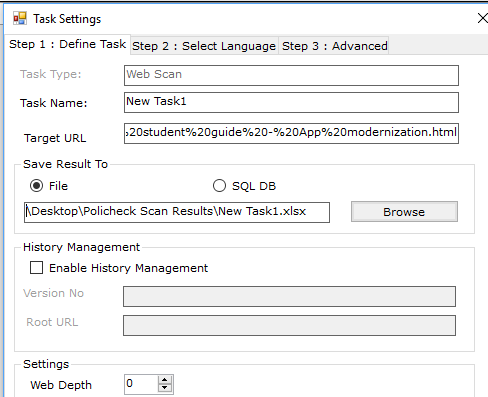 Task Settings
Step 1 : Define Task Step 2 : Select Language Step 3 : Advanced
Task Type: Web Scan
Task Name: New Task1
Target URL %20student%20guide%20-%20App%20modernization.html
Save Result To
File SQL DB
\Desktop\Policheck Scan Results\New Task1.xlsx Browse
History Management
Enable History Management
Version No
Root URL
Settings
Web Depth 0